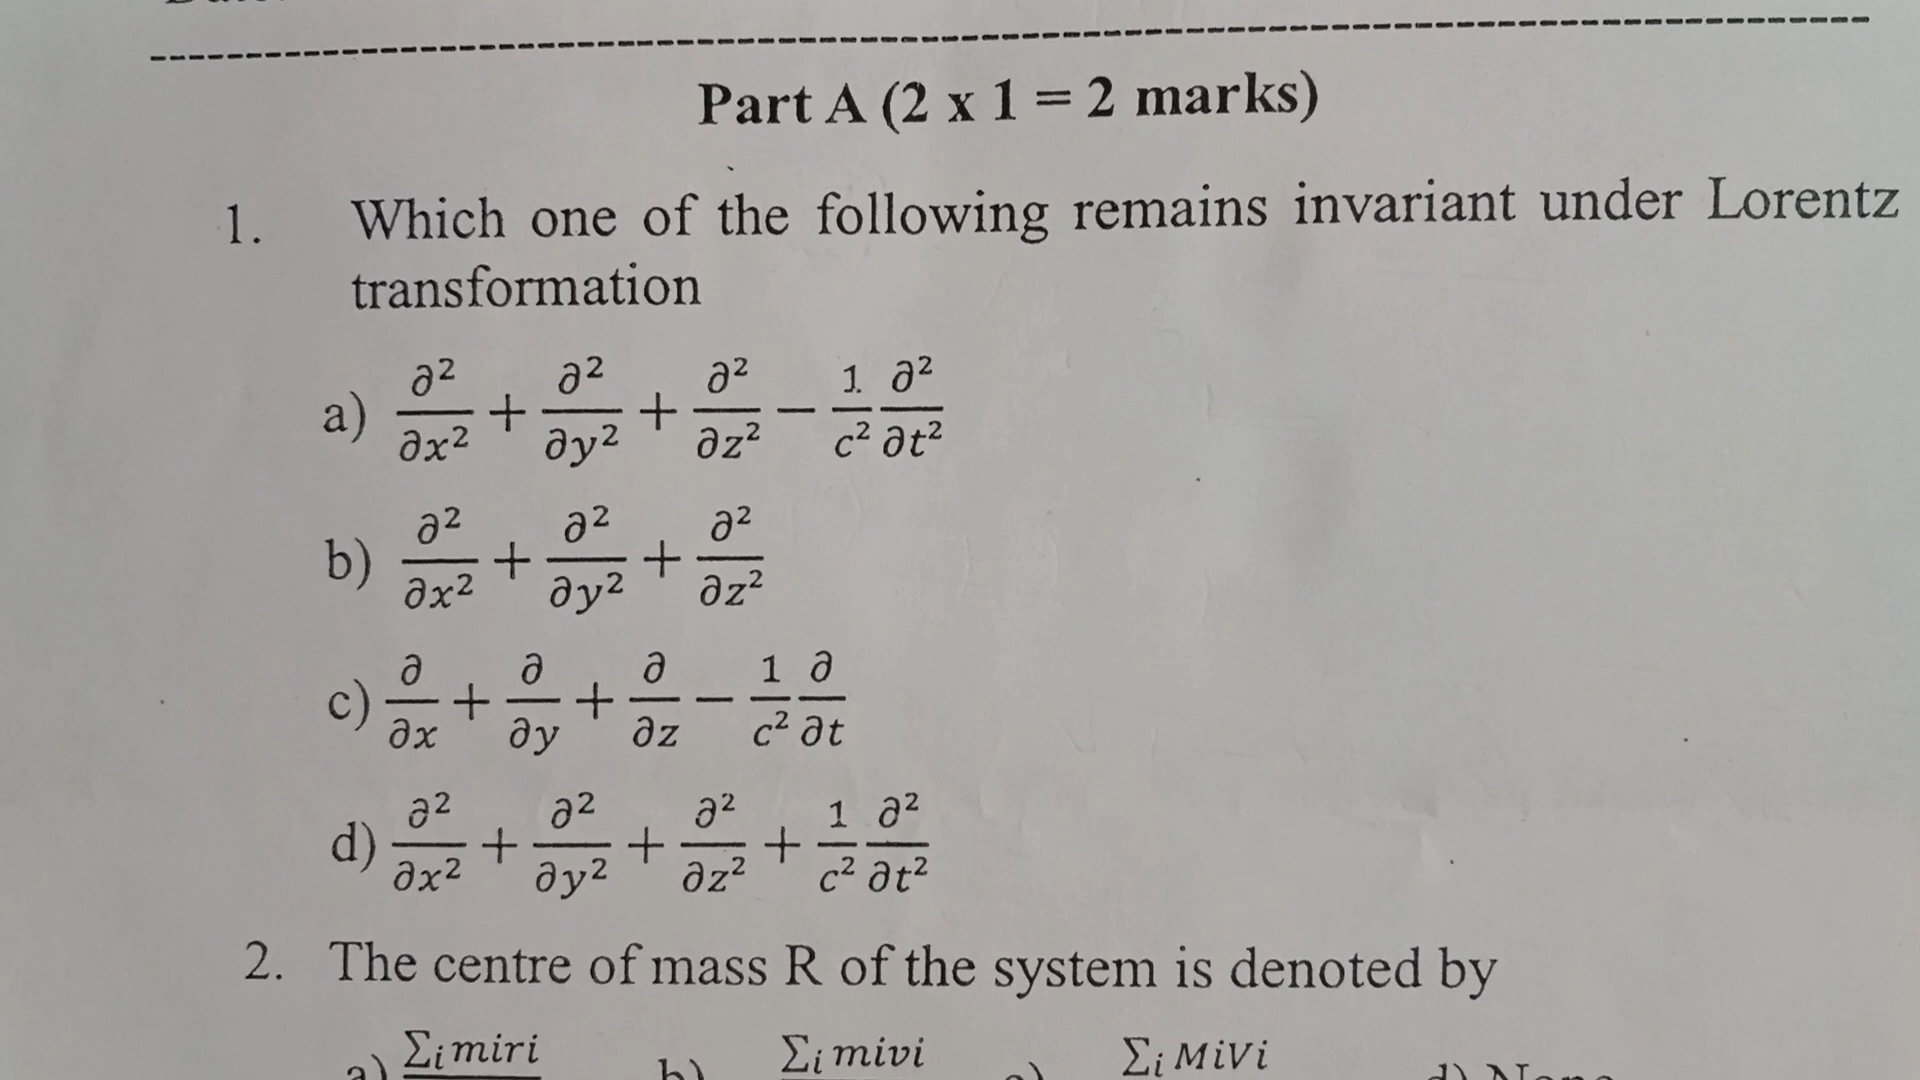 Part A (2 x 1 = 2 marks)
1. Which one of the following remains invariant under Lorentz
transformation
a) ∂²/∂x² + ∂²/∂y² + ∂²/∂z² − 1/c² ∂²/∂t²
b) ∂²/∂x² + ∂²/∂y² + ∂²/∂z²
c) ∂/∂x + ∂/∂y + ∂/∂z − 1/c² ∂/∂t
d) ∂²/∂x² + ∂²/∂y² + ∂²/∂z² + 1/c² ∂²/∂t²
2. The centre of mass R of the system is denoted by
a) Σᵢ miri b) Σᵢ mivi c) Σᵢ MiVi d) None